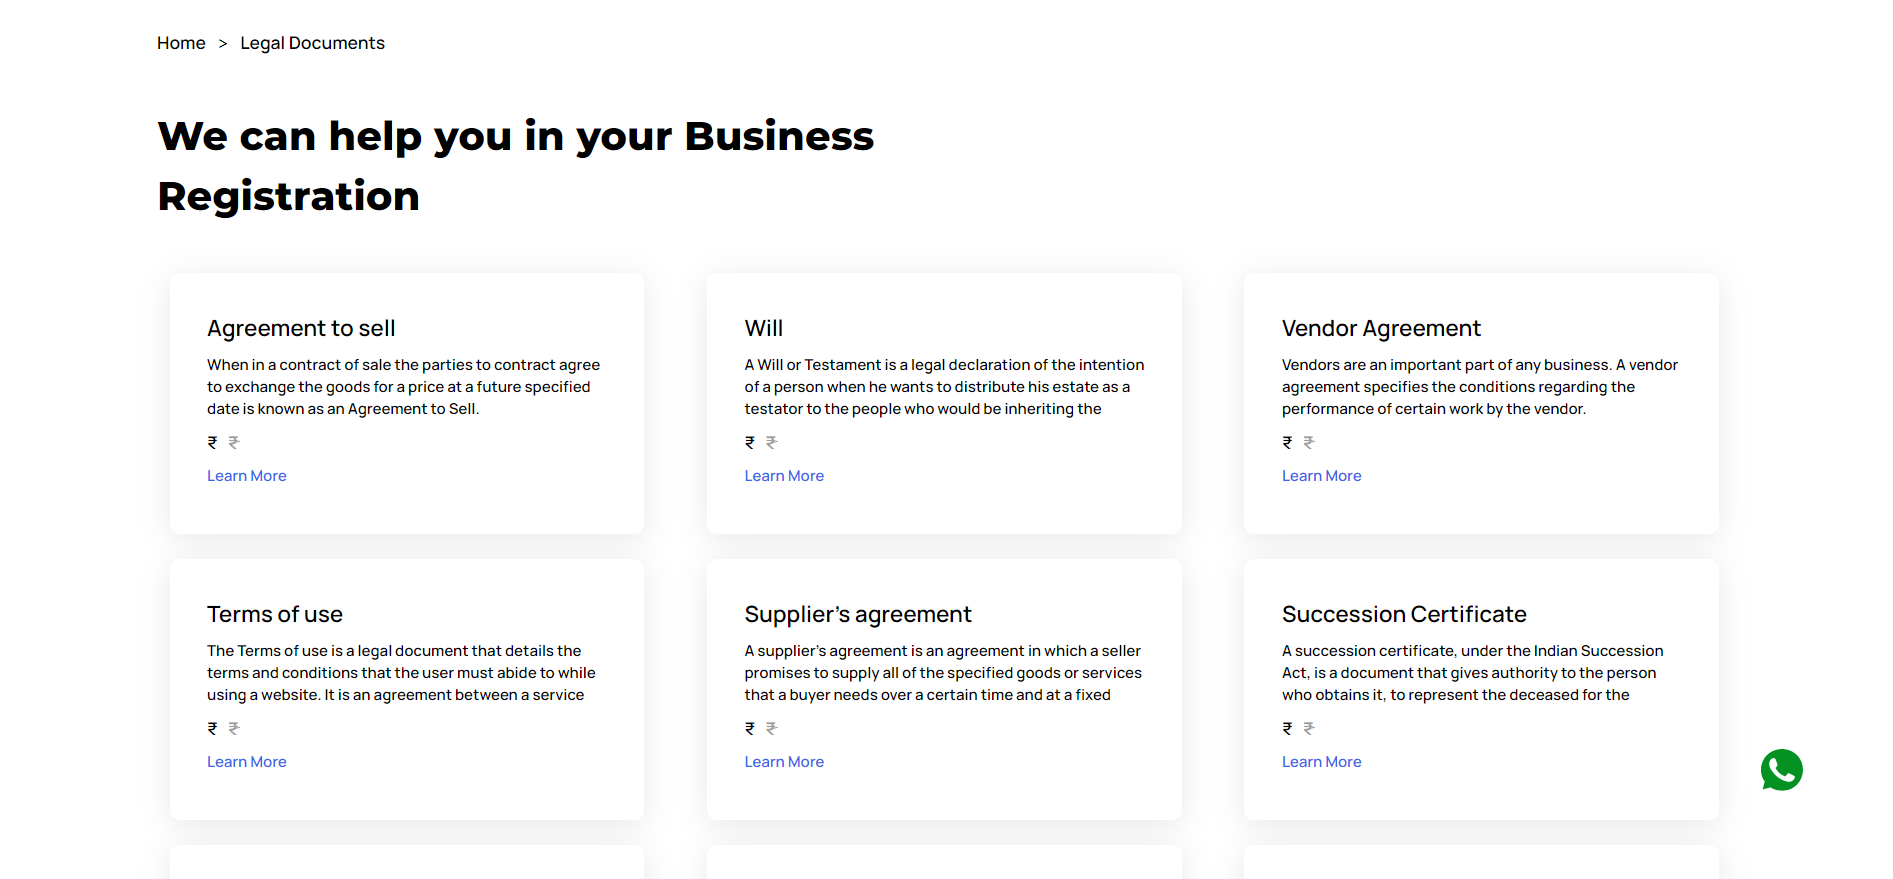 Home > Legal Documents
We can help you in your Business
Registration
Agreement to sell
When in a contract of sale the parties to contract agree
to exchange the goods for a price at a future specified
date is known as an Agreement to Sell.
₹ ₹
Learn More
Will
A Will or Testament is a legal declaration of the intention
of a person when he wants to distribute his estate as a
testator to the people who would be inheriting the
₹ ₹
Learn More
Vendor Agreement
Vendors are an important part of any business. A vendor
agreement specifies the conditions regarding the
performance of certain work by the vendor.
₹ ₹
Learn More
Terms of use
The Terms of use is a legal document that details the
terms and conditions that the user must abide to while
using a website. It is an agreement between a service
₹ ₹
Learn More
Supplier's agreement
A supplier's agreement is an agreement in which a seller
promises to supply all of the specified goods or services
that a buyer needs over a certain time and at a fixed
₹ ₹
Learn More
Succession Certificate
A succession certificate, under the Indian Succession
Act, is a document that gives authority to the person
who obtains it, to represent the deceased for the
₹ ₹
Learn More